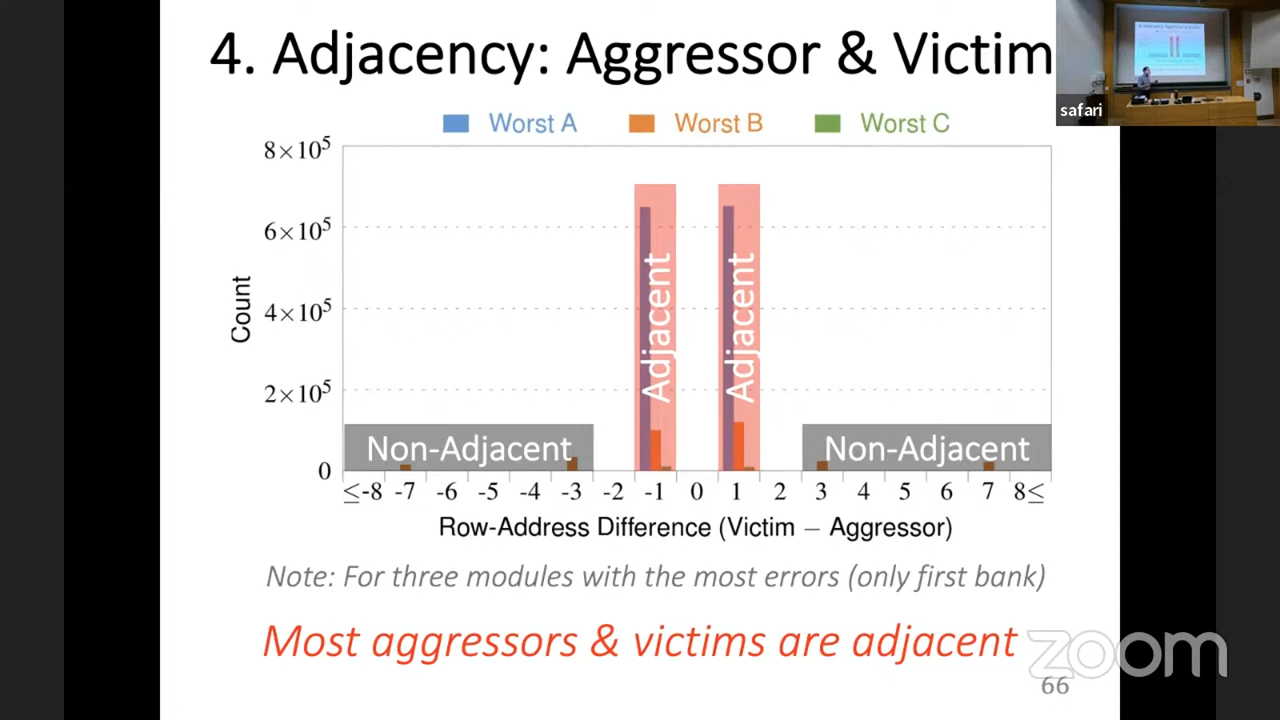 4. Adjacency: Aggressor & Victim
safari
Worst A Worst B Worst C
8×10⁵
6×10⁵
4×10⁵
2×10⁵
0
Count
Adjacent
Adjacent
Non-Adjacent
Non-Adjacent
≤-8 -7 -6 -5 -4 -3 -2 -1 0 1 2 3 4 5 6 7 8≤
Row-Address Difference (Victim − Aggressor)
Note: For three modules with the most errors (only first bank)
Most aggressors & victims are adjacent
zoom
66